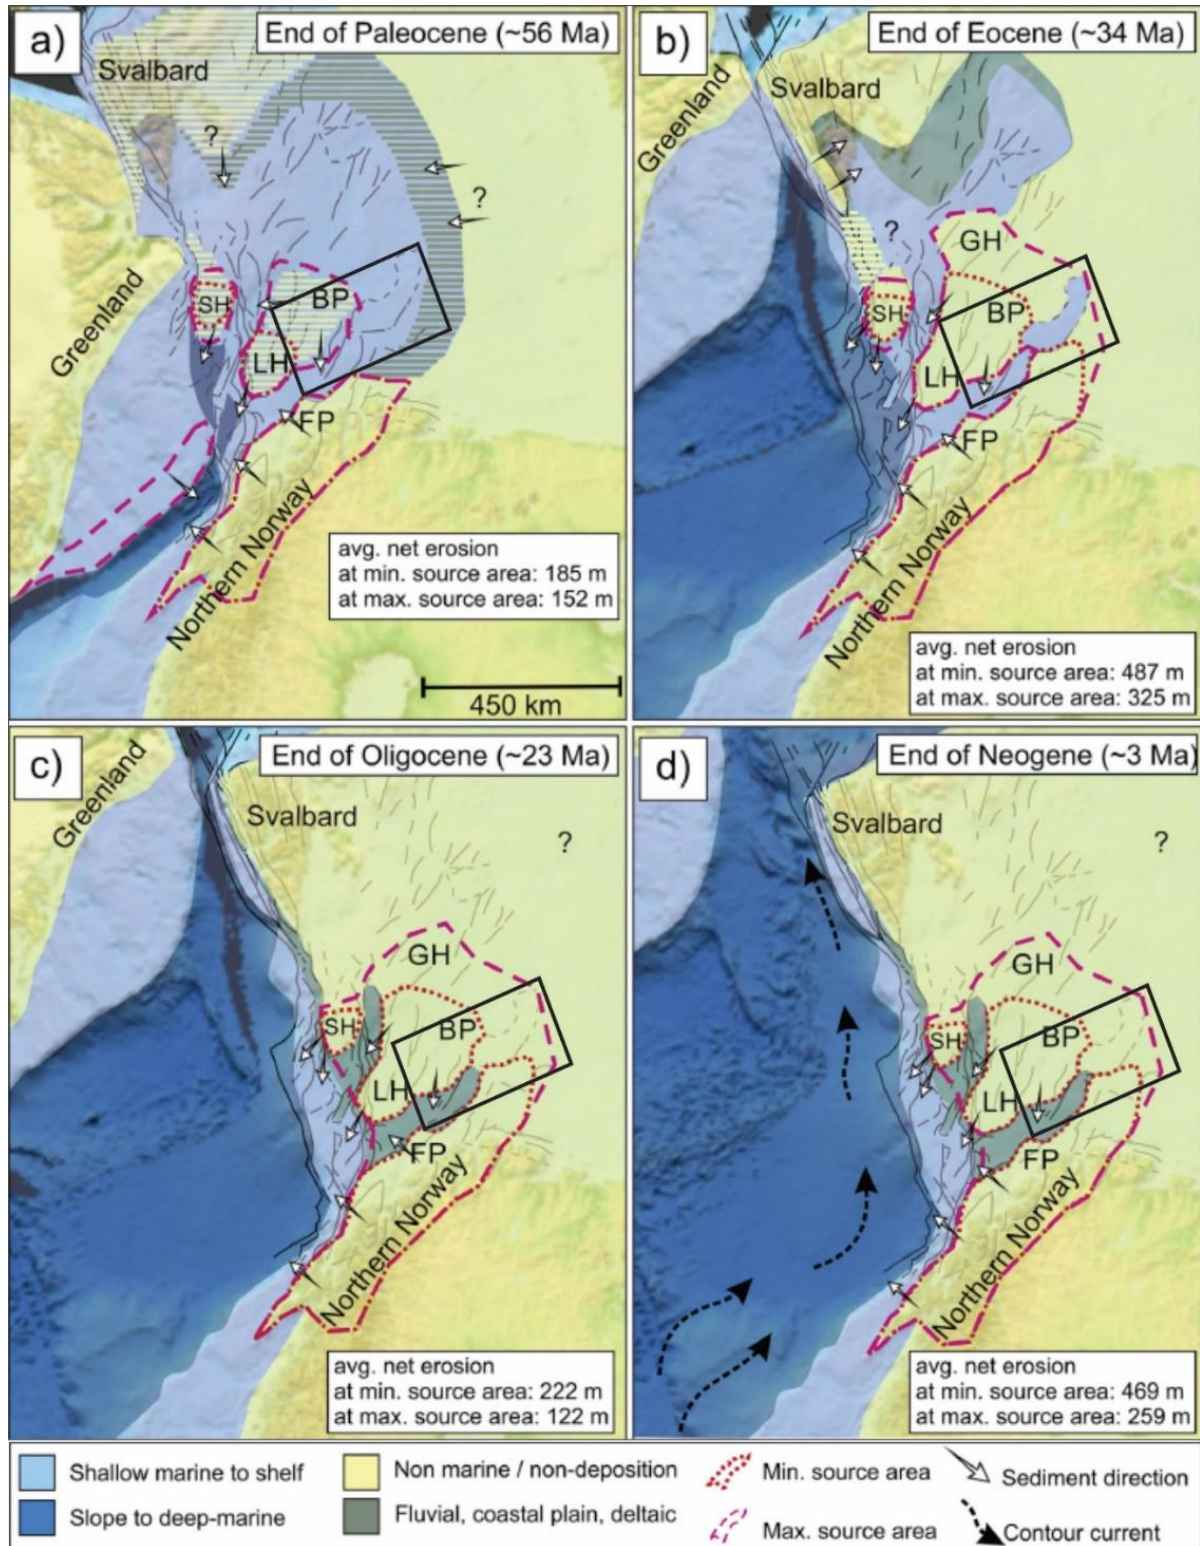 a)
End of Paleocene (~56 Ma)
Svalbard
?
?
Greenland
SH
BP
LH
FP
Northern Norway
avg. net erosion
at min. source area: 185 m
at max. source area: 152 m
450 km
b)
End of Eocene (~34 Ma)
Greenland
Svalbard
?
GH
SH
BP
LH
FP
Northern Norway
avg. net erosion
at min. source area: 487 m
at max. source area: 325 m
c)
End of Oligocene (~23 Ma)
Greenland
Svalbard
?
GH
SH
BP
LH
FP
Northern Norway
avg. net erosion
at min. source area: 222 m
at max. source area: 122 m
d)
End of Neogene (~3 Ma)
Svalbard
?
GH
SH
BP
LH
FP
Northern Norway
avg. net erosion
at min. source area: 469 m
at max. source area: 259 m
Shallow marine to shelf
Slope to deep-marine
Non marine / non-deposition
Fluvial, coastal plain, deltaic
Min. source area
Max. source area
Sediment direction
Contour current